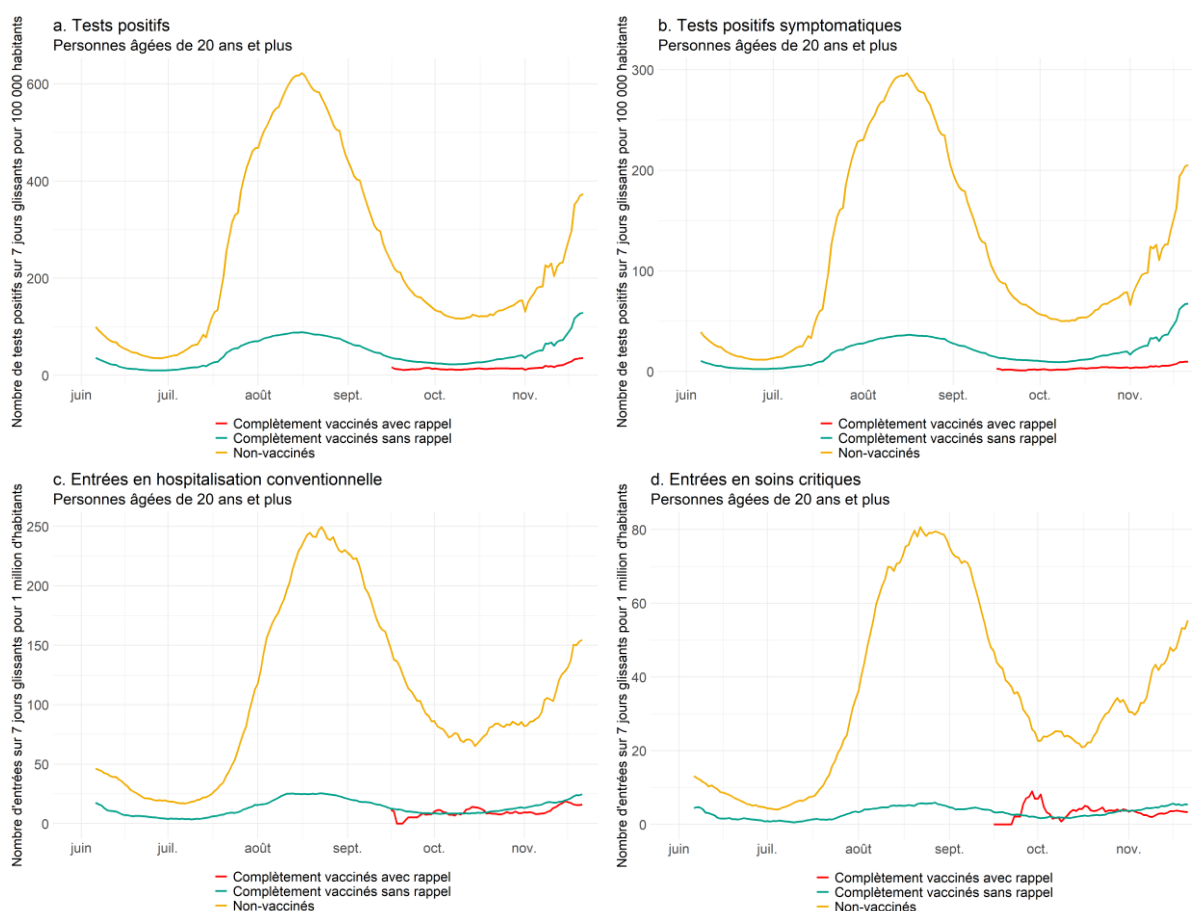 a. Tests positifs
Personnes âgées de 20 ans et plus
Nombre de tests positifs sur 7 jours glissants pour 100 000 habitants
600
400
200
0
juin juil. août sept. oct. nov.
Complètement vaccinés avec rappel
Complètement vaccinés sans rappel
Non-vaccinés
b. Tests positifs symptomatiques
Personnes âgées de 20 ans et plus
Nombre de tests positifs sur 7 jours glissants pour 100 000 habitants
300
200
100
0
juin juil. août sept. oct. nov.
Complètement vaccinés avec rappel
Complètement vaccinés sans rappel
Non-vaccinés
c. Entrées en hospitalisation conventionnelle
Personnes âgées de 20 ans et plus
Nombre d'entrées sur 7 jours glissants pour 1 million d'habitants
250
200
150
100
50
0
juin juil. août sept. oct. nov.
Complètement vaccinés avec rappel
Complètement vaccinés sans rappel
Non-vaccinés
d. Entrées en soins critiques
Personnes âgées de 20 ans et plus
Nombre d'entrées sur 7 jours glissants pour 1 million d'habitants
80
60
40
20
0
juin juil. août sept. oct. nov.
Complètement vaccinés avec rappel
Complètement vaccinés sans rappel
Non-vaccinés